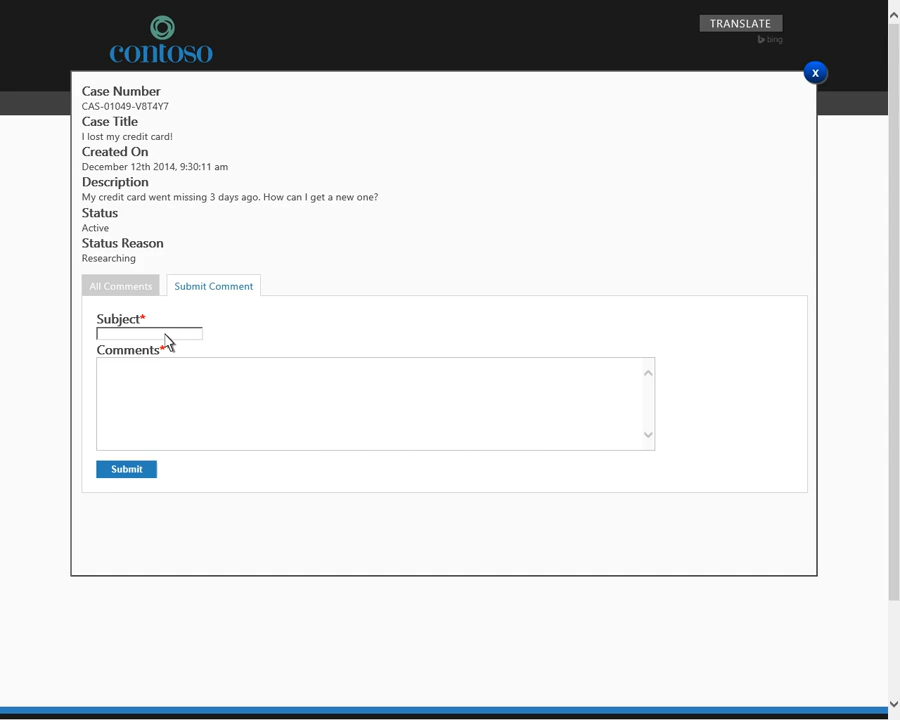 contoso
TRANSLATE
bing
x
Case Number
CAS-01049-V8T4Y7
Case Title
I lost my credit card!
Created On
December 12th 2014, 9:30:11 am
Description
My credit card went missing 3 days ago. How can I get a new one?
Status
Active
Status Reason
Researching
All Comments
Submit Comment
Subject*
Comments*
Submit